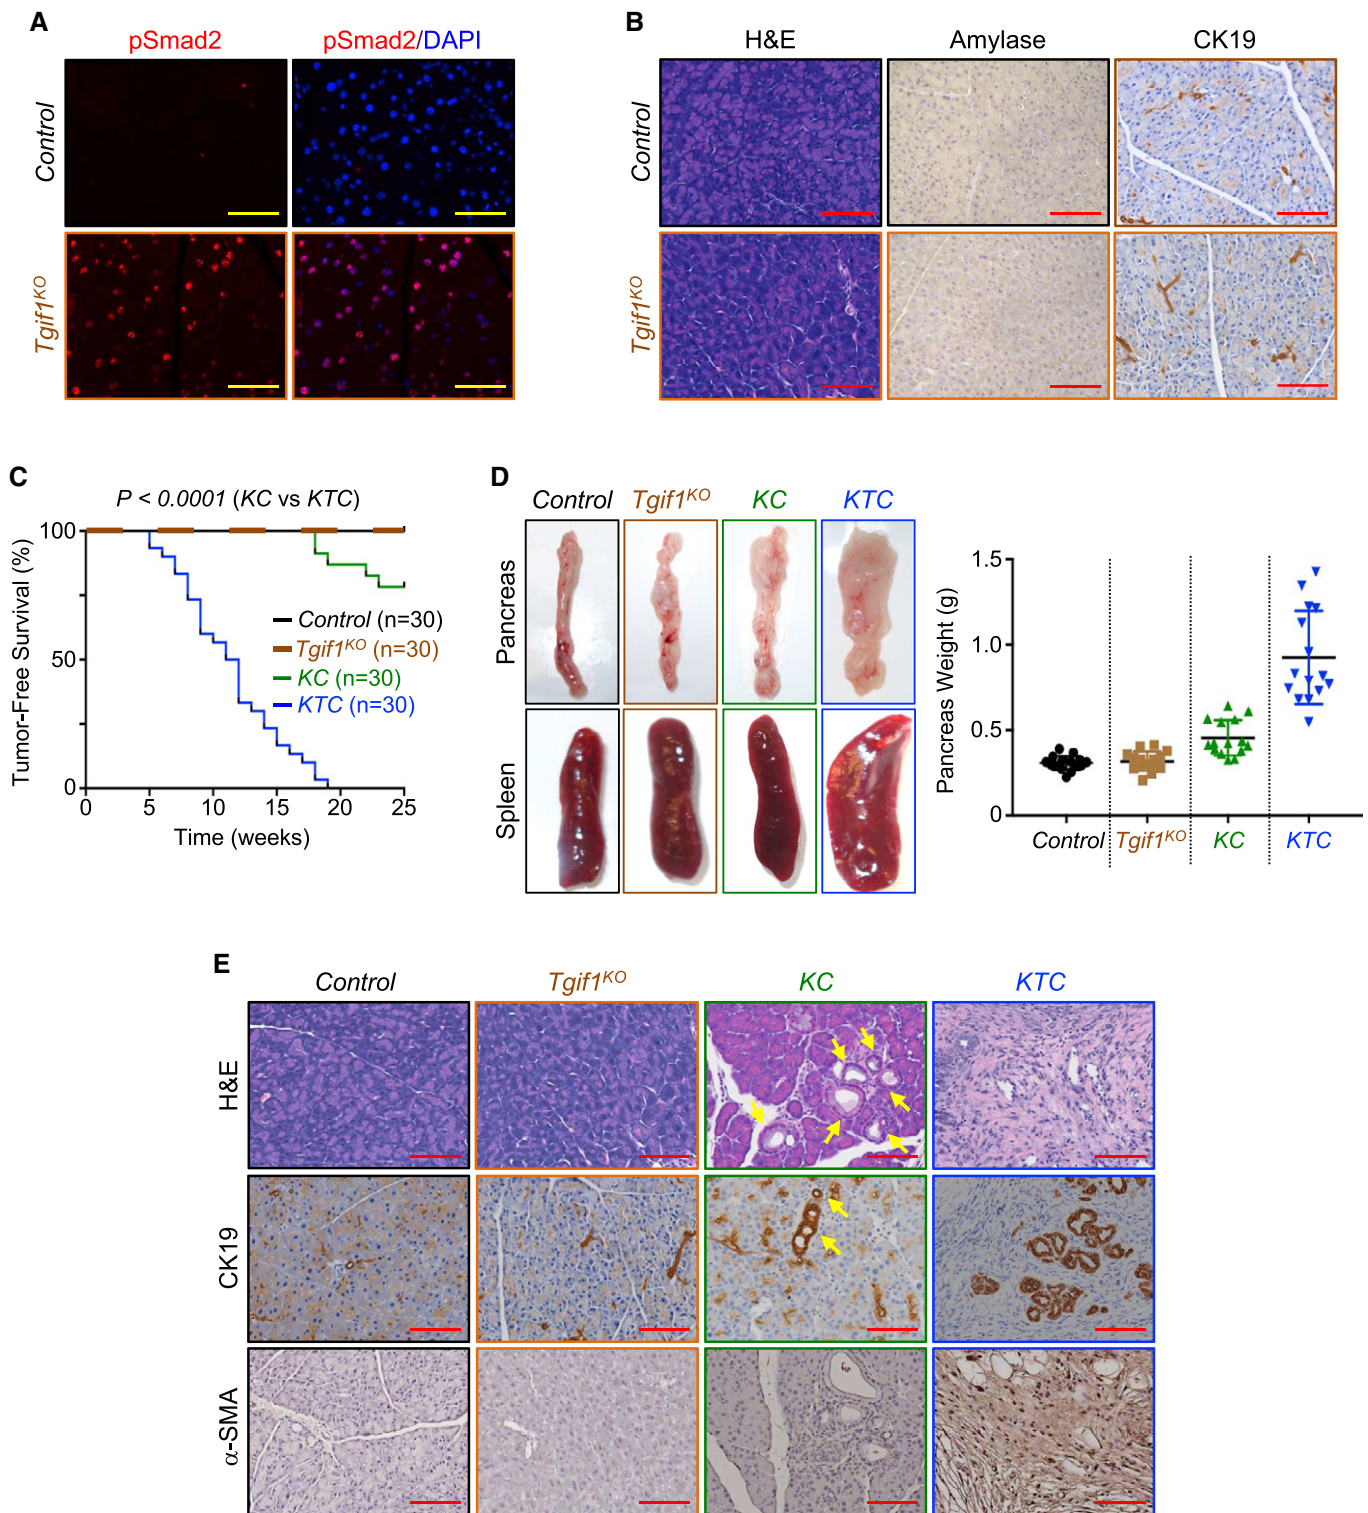 A
pSmad2
pSmad2/DAPI
Control
Tgif1KO
B
H&E
Amylase
CK19
Control
Tgif1KO
C
P < 0.0001 (KC vs KTC)
Tumor-Free Survival (%)
100
50
0
0
5
10
15
20
25
Time (weeks)
Control (n=30)
Tgif1KO (n=30)
KC (n=30)
KTC (n=30)
D
Control
Tgif1KO
KC
KTC
Pancreas
Spleen
Pancreas Weight (g)
1.5
1.0
0.5
0
Control
Tgif1KO
KC
KTC
E
Control
Tgif1KO
KC
KTC
H&E
CK19
α-SMA